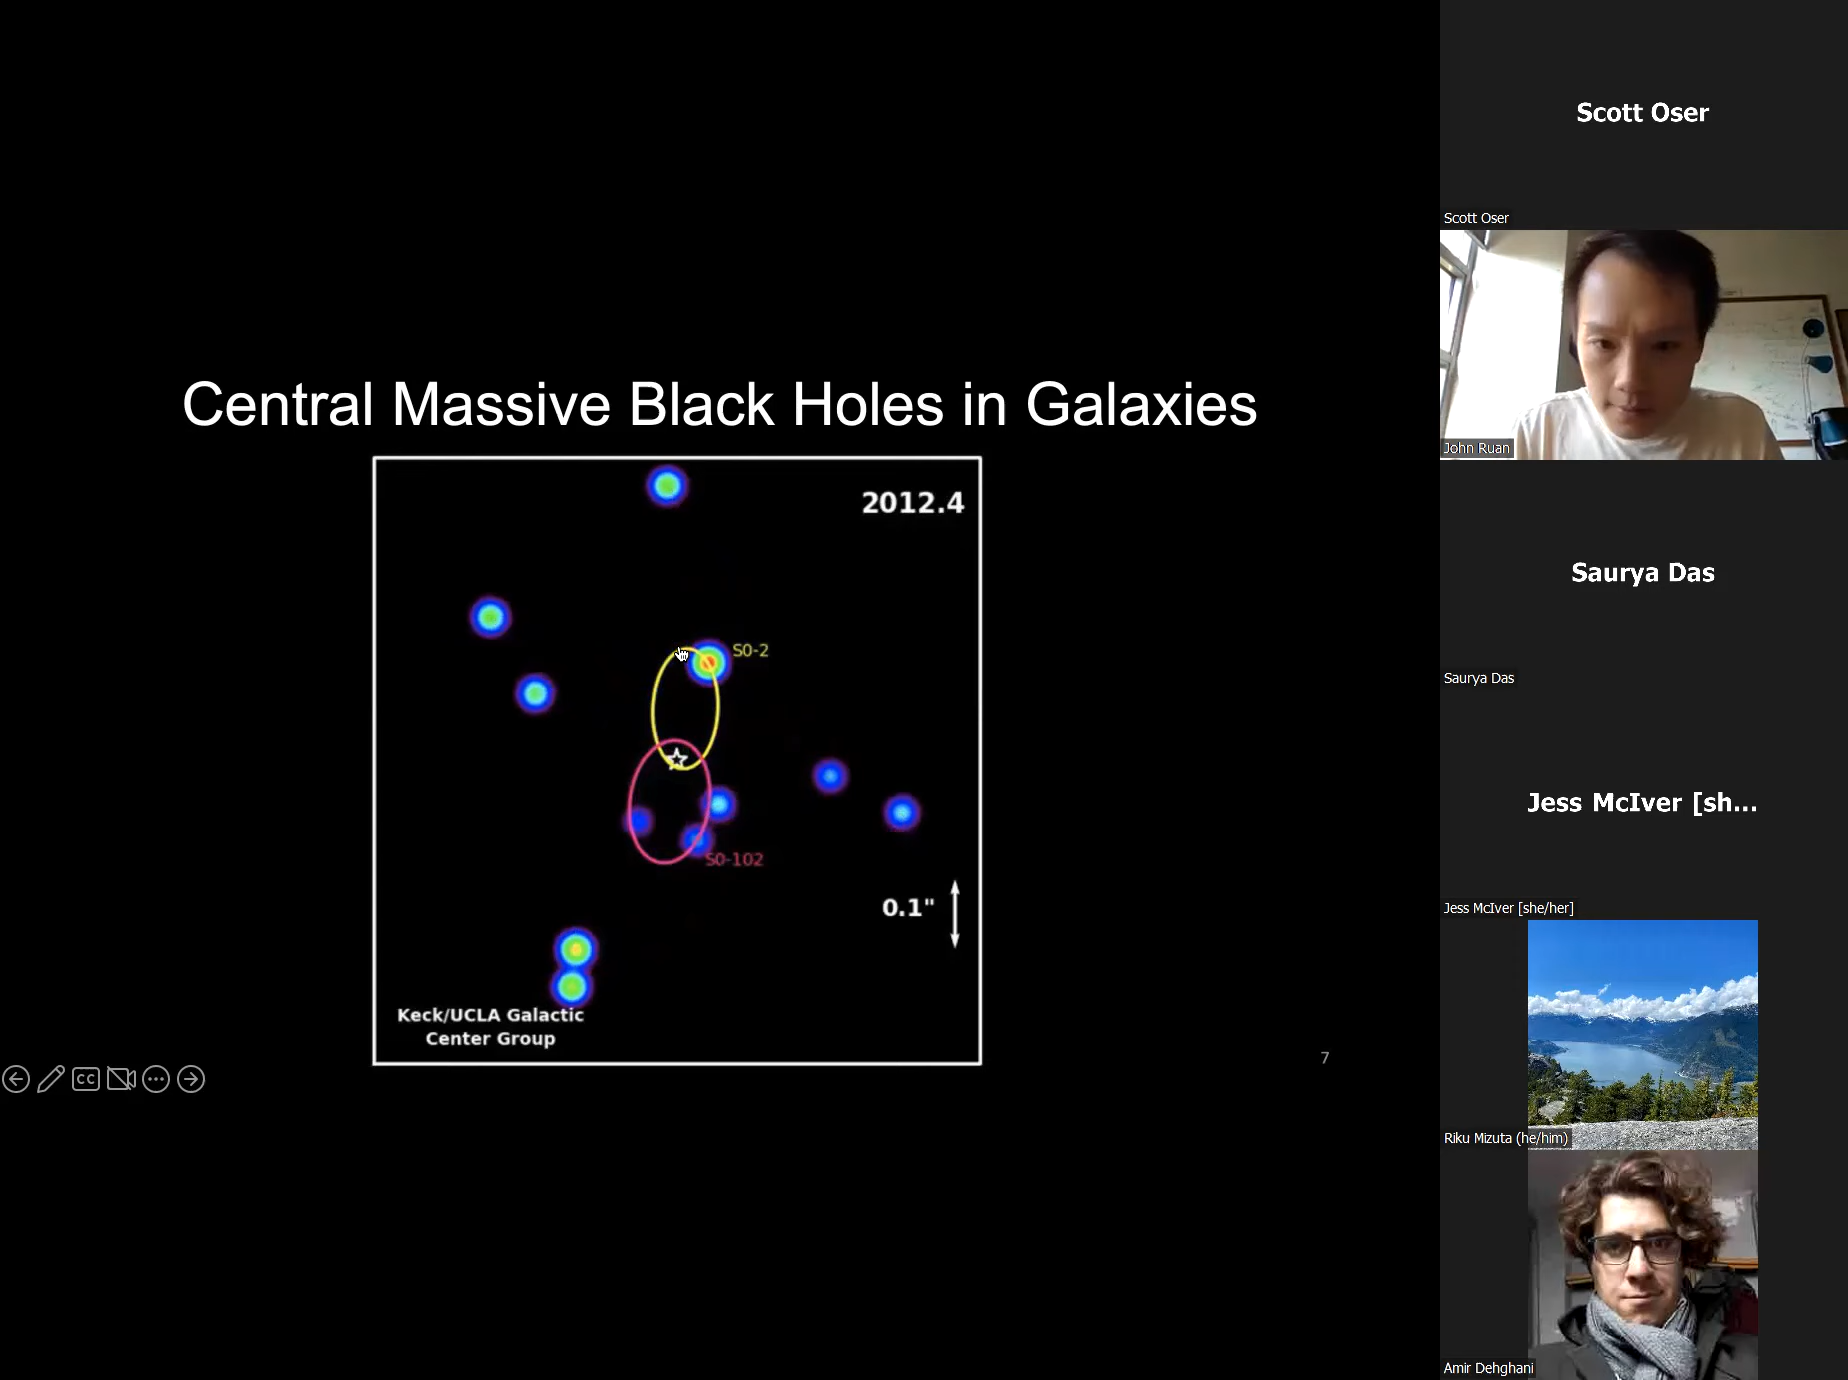 Central Massive Black Holes in Galaxies
2012.4
S0-2
S0-102
0.1"
Keck/UCLA Galactic
Center Group
7
CC
Scott Oser
Scott Oser
John Ruan
Saurya Das
Saurya Das
Jess McIver [sh...
Jess McIver [she/her]
Riku Mizuta (he/him)
Amir Dehghani